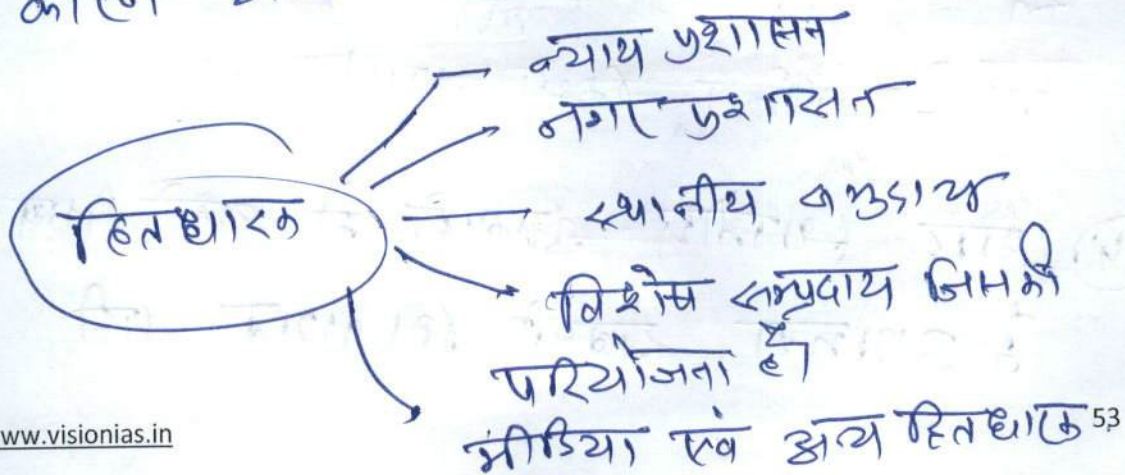 कारण
न्याय प्रशासन
नगर प्रशासन
हितधारक
स्थानीय समुदाय
विशेष सम्प्रदाय जिसकी
परियोजना है
मीडिया एवं अन्य हितधारक
www.visionias.in
53